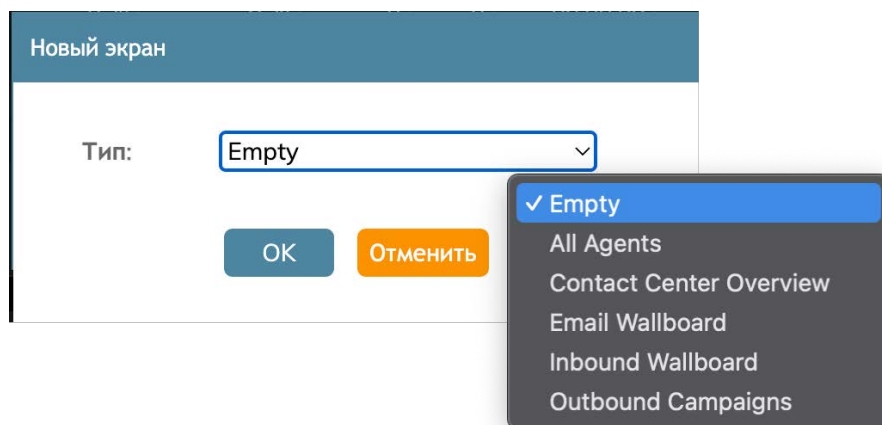 Новый экран
Тип:
Empty
OK
Отменить
✓ Empty
All Agents
Contact Center Overview
Email Wallboard
Inbound Wallboard
Outbound Campaigns